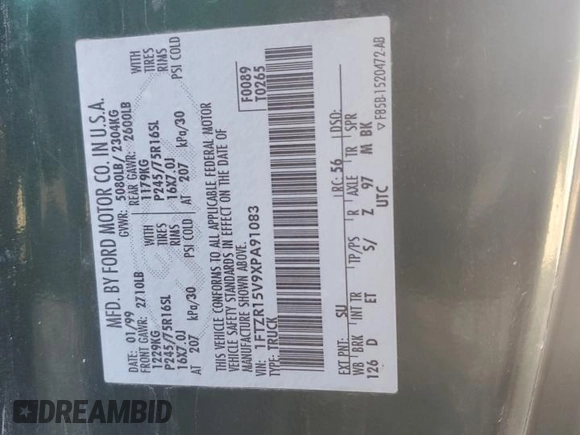 MFD. BY FORD MOTOR CO. IN U.S.A.
DATE: 01/99 GVWR: 5080LB/ 2304KG
FRONT GAWR: 2710LB REAR GAWR: 2600LB
1229KG WITH 1179KG WITH
P245/75R16SL TIRES P245/75R16SL TIRES
16X7.0J RIMS 16X7.0J RIMS
AT 207 kPa/30 PSI COLD AT 207 kPa/30 PSI COLD
THIS VEHICLE CONFORMS TO ALL APPLICABLE FEDERAL MOTOR
VEHICLE SAFETY STANDARDS IN EFFECT ON THE DATE OF
MANUFACTURE SHOWN ABOVE.
VIN: 1FTZR15V9XPA91083
TYPE: TRUCK
F0089
T0265
EXT PNT: SU RC: 56 DSO:
WB BRK INT TR TP/PS R AXLE TR SPR
126 D ET S/ Z 97 M BK
UTC
▽ F85B-1520472-AB
DREAMBID